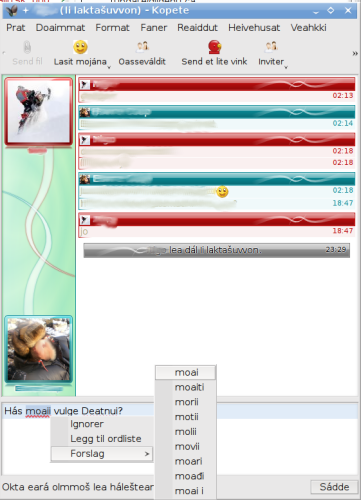 (Ii laktašuvvon) - Kopete
Prat Doaimmat Format Faner Reaiddut Heivehusat Veahkki
Send fil Lasit mojána Oasseváldit Send et lite vink Inviter »
02:13
02:14
02:18
02:18
02:18
18:47
18:47
lea dál Ii laktašuvvon
23:29
Hás moaii vulge Deatnui?
Ignorer
Legg til ordliste
Forslag >
moai
moaiti
morii
motii
molii
movii
moari
moađi
moai i
Okta eará olmmoš lea háleštear
Sádde